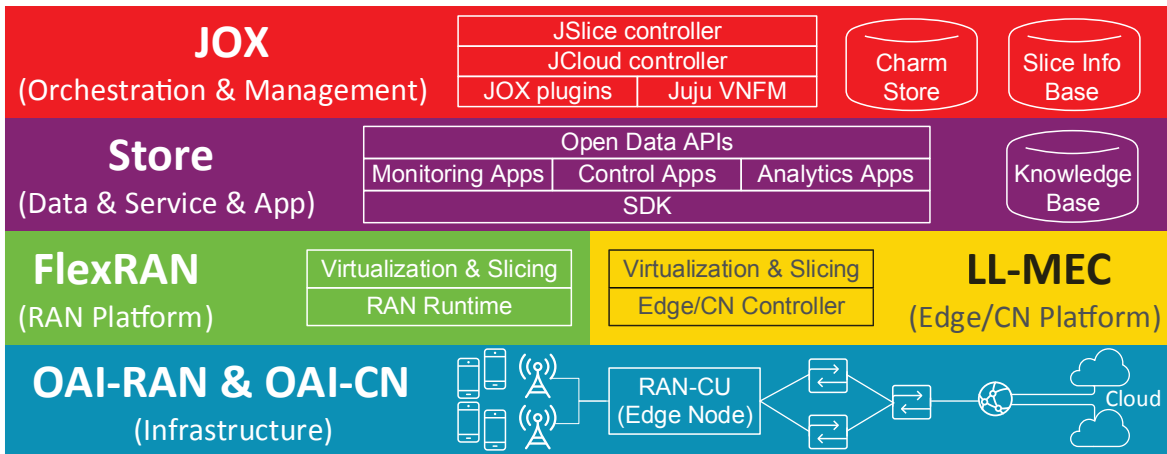 JOX
(Orchestration & Management)
JSlice controller
JCloud controller
JOX plugins
Juju VNFM
Charm
Store
Slice Info
Base
Store
(Data & Service & App)
Open Data APIs
Monitoring Apps
Control Apps
Analytics Apps
SDK
Knowledge
Base
FlexRAN
(RAN Platform)
Virtualization & Slicing
RAN Runtime
Virtualization & Slicing
Edge/CN Controller
LL-MEC
(Edge/CN Platform)
OAI-RAN & OAI-CN
(Infrastructure)
RAN-CU
(Edge Node)
Cloud